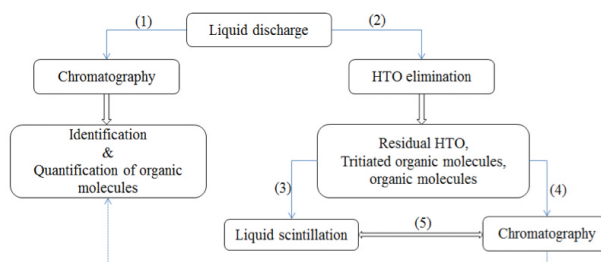 (1)
Liquid discharge
(2)
Chromatography
HTO elimination
Identification
&
Quantification of organic
molecules
Residual HTO,
Tritiated organic molecules,
organic molecules
(3)
(4)
Liquid scintillation
(5)
Chromatography